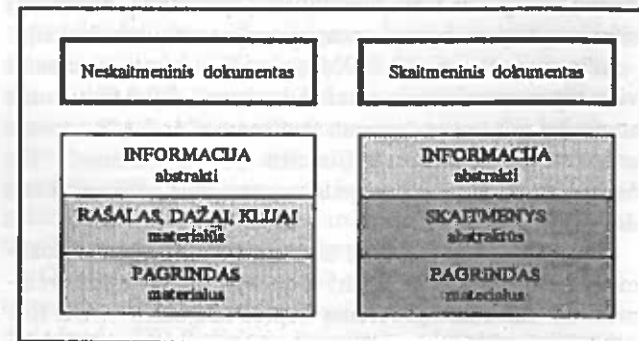 Neskaitmeninis dokumentas
Skaitmeninis dokumentas
INFORMACIJA
abstrakti
RAŠALAS, DAŽAI, KLIJAI
materialūs
PAGRINDAS
materialus
INFORMACIJA
abstrakti
SKAITMENYS
abstraktūs
PAGRINDAS
materialus